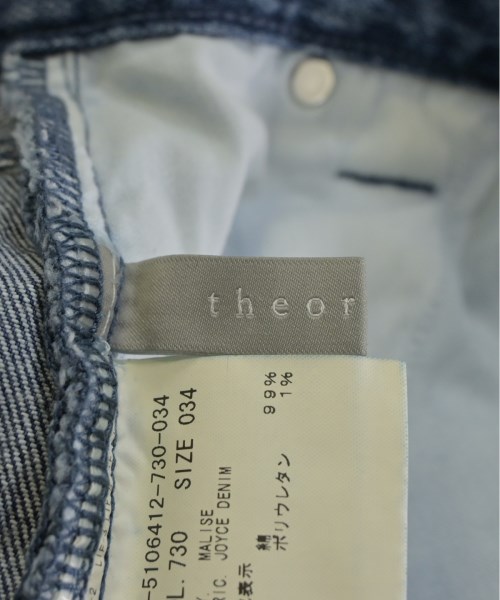 theor
-5106412-730-034
L. 730 SIZE 034
MALISE
RIC. JOYCE DENIM
表示
綿 99%
ポリウレタン 1%